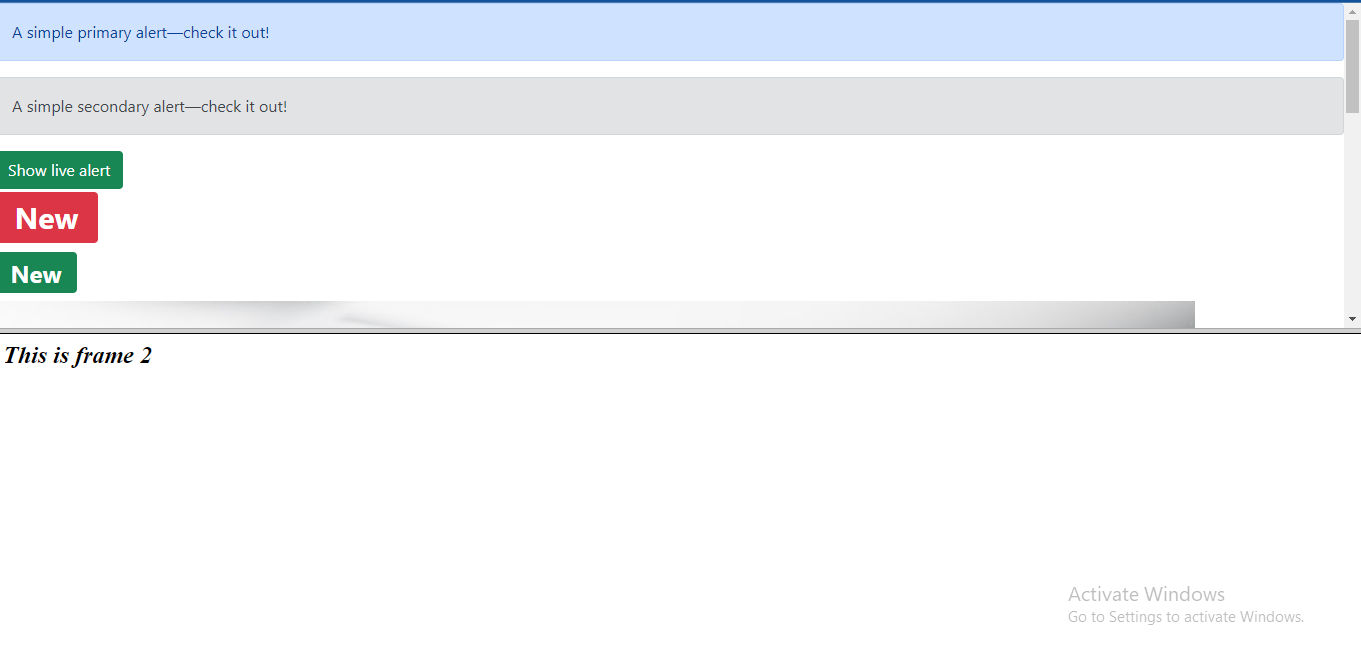 A simple primary alert—check it out!
A simple secondary alert—check it out!
Show live alert
New
New
This is frame 2
Activate Windows
Go to Settings to activate Windows.